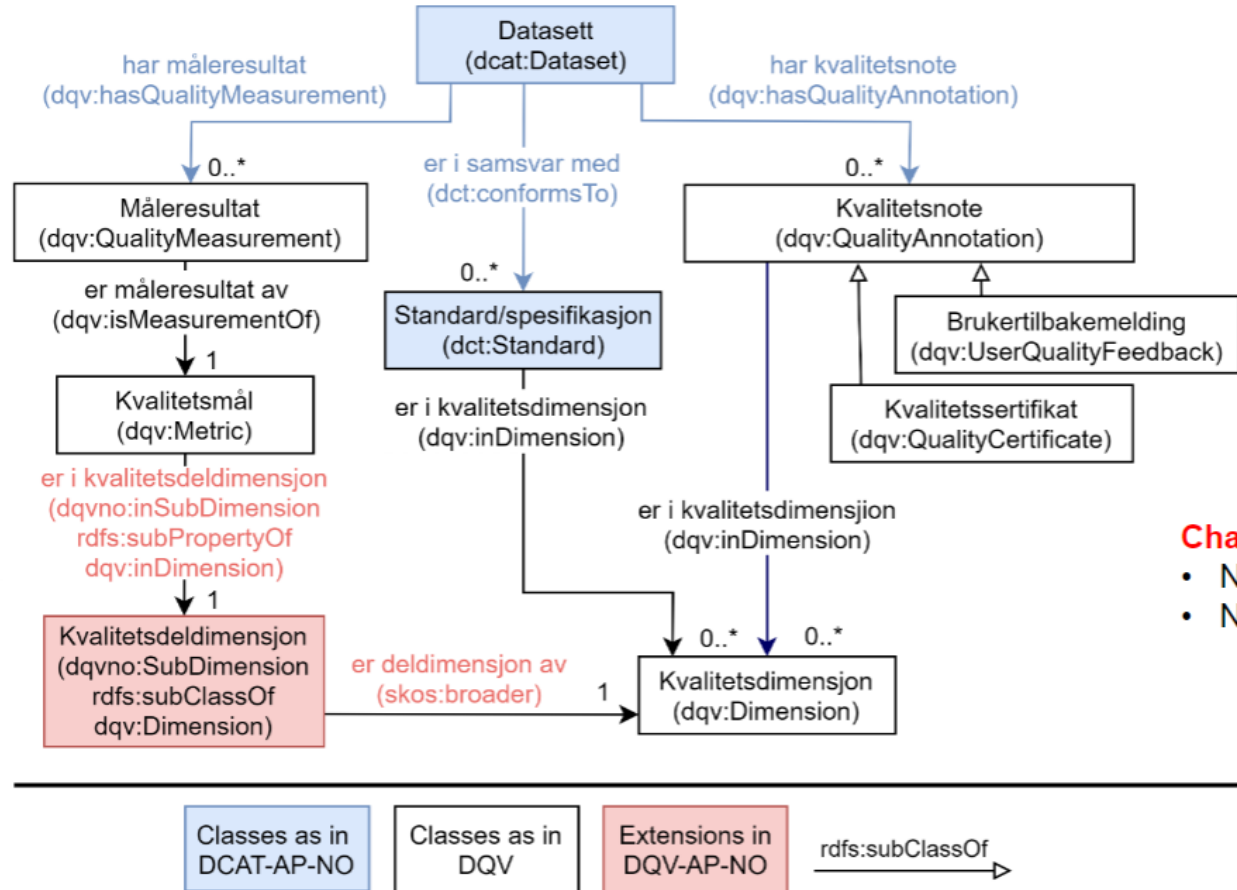 Datasett
(dcat:Dataset)
har måleresultat
(dqv:hasQualityMeasurement)
har kvalitetsnote
(dqv:hasQualityAnnotation)
er i samsvar med
(dct:conformsTo)
0..*
0..*
Måleresultat
(dqv:QualityMeasurement)
Kvalitetsnote
(dqv:QualityAnnotation)
er måleresultat av
(dqv:isMeasurementOf)
0..*
Standard/spesifikasjon
(dct:Standard)
Brukertilbakemelding
(dqv:UserQualityFeedback)
1
Kvalitetsmål
(dqv:Metric)
er i kvalitetsdimensjon
(dqv:inDimension)
Kvalitetssertifikat
(dqv:QualityCertificate)
er i kvalitetsdeldimensjon
(dqvno:inSubDimension
rdfs:subPropertyOf
dqv:inDimension)
er i kvalitetsdimensjion
(dqv:inDimension)
Cha
• N
• N
1
Kvalitetsdeldimensjon
(dqvno:SubDimension
rdfs:subClassOf
dqv:Dimension)
er deldimensjon av
(skos:broader)
1
0..*
0..*
Kvalitetsdimensjon
(dqv:Dimension)
Classes as in
DCAT-AP-NO
Classes as in
DQV
Extensions in
DQV-AP-NO
rdfs:subClassOf